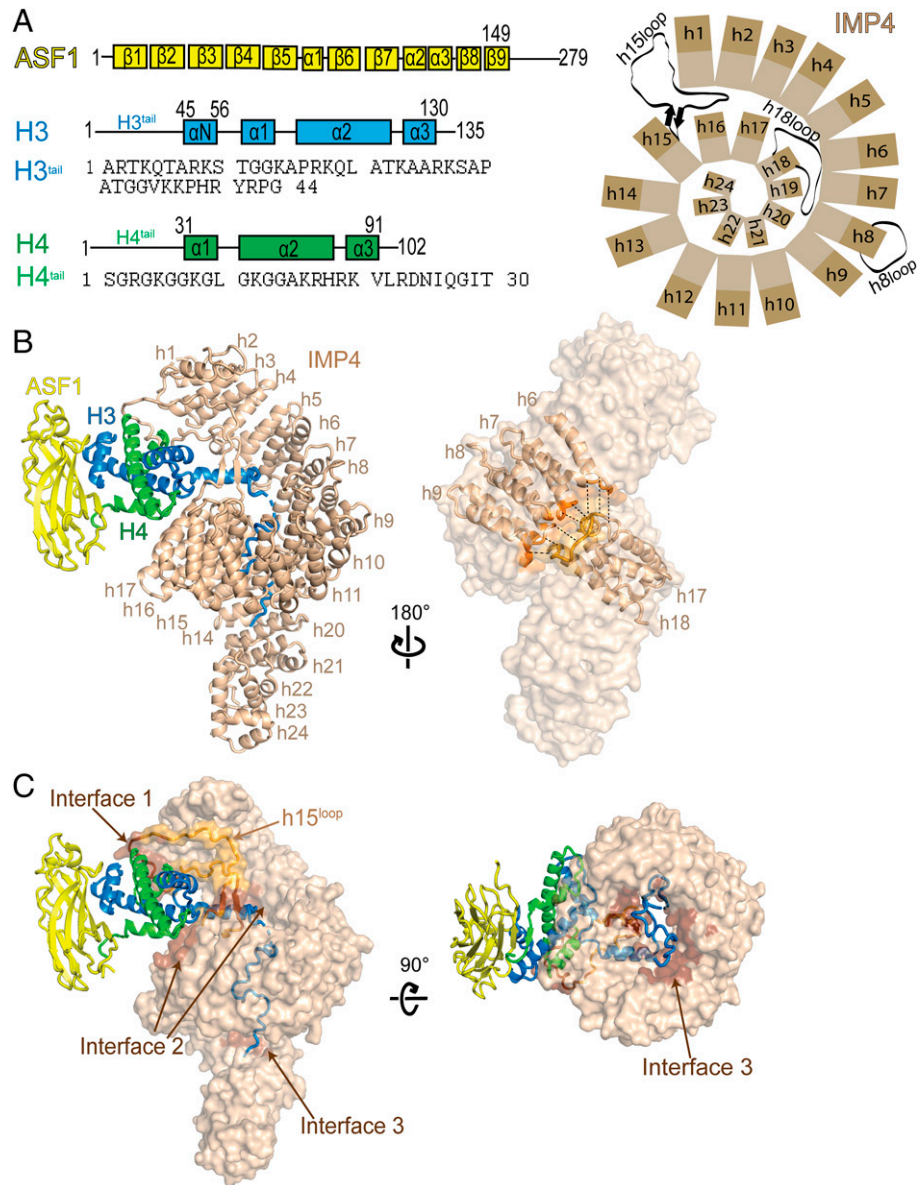 A
ASF1 1 β1 β2 β3 β4 β5 α1 β6 β7 α2 α3 β8 β9 149 279
H3 1 H3tail 45 56 αN α1 α2 130 α3 135
H3tail 1 ARTKQTARKS TGGKAPRKQL ATKAARKSAP
ATGGVKKPHR YRPG 44
H4 1 H4tail 31 α1 α2 91 α3 102
H4tail 1 SGRGKGGKGL GKGGAKRHRK VLRDNIQGIT 30
IMP4
h15loop
h1
h2
h3
h4
h5
h6
h7
h8
h8loop
h9
h10
h11
h12
h13
h14
h15
h16
h17
h18loop
h18
h19
h20
h21
h22
h23
h24
B
ASF1
H3
H4
IMP4
h1
h2
h3
h4
h5
h6
h7
h8
h9
h10
h11
h17
h16
h15
h14
h20
h21
h22
h23
h24
180°
h6
h7
h8
h9
h17
h18
C
Interface 1
h15loop
Interface 2
Interface 3
90°
Interface 3